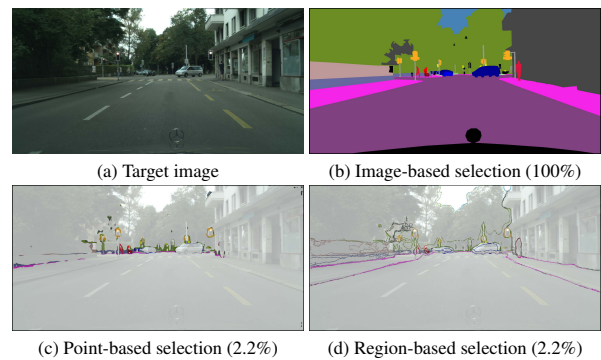 (a) Target image
(b) Image-based selection (100%)
(c) Point-based selection (2.2%)
(d) Region-based selection (2.2%)